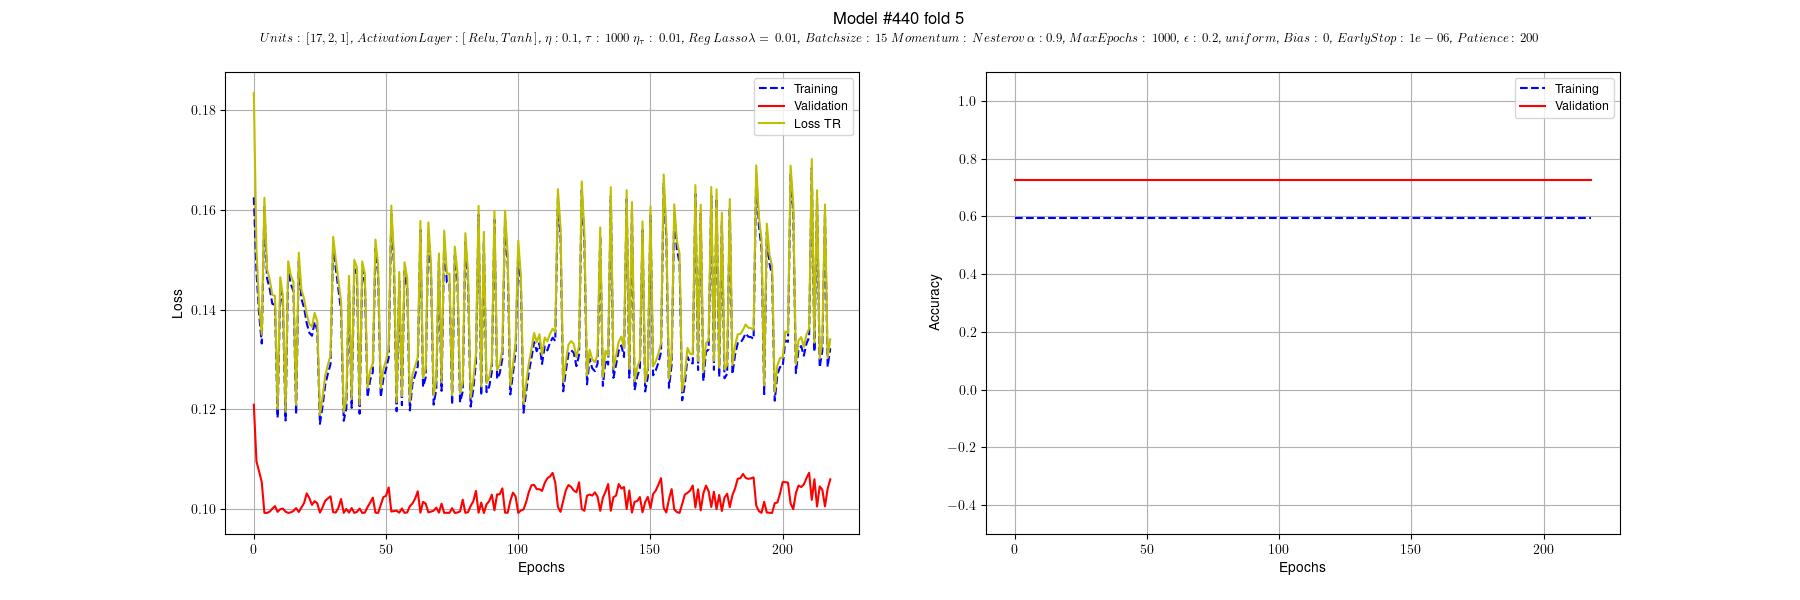 Model #440 fold 5
Units : [17, 2, 1], ActivationLayer : [ Relu, Tanh], η : 0.1, τ : 1000 ητ : 0.01, Reg Lassoλ = 0.01, Batchsize : 15 Momentum : Nesterov α : 0.9, MaxEpochs : 1000, ϵ : 0.2, uniform, Bias : 0, EarlyStop : 1e − 06, Patience : 200
Training
Validation
Loss TR
0.18
0.16
0.14
0.12
0.10
Loss
0 50 100 150 200
Epochs
Training
Validation
1.0
0.8
0.6
0.4
0.2
0.0
−0.2
−0.4
Accuracy
0 50 100 150 200
Epochs